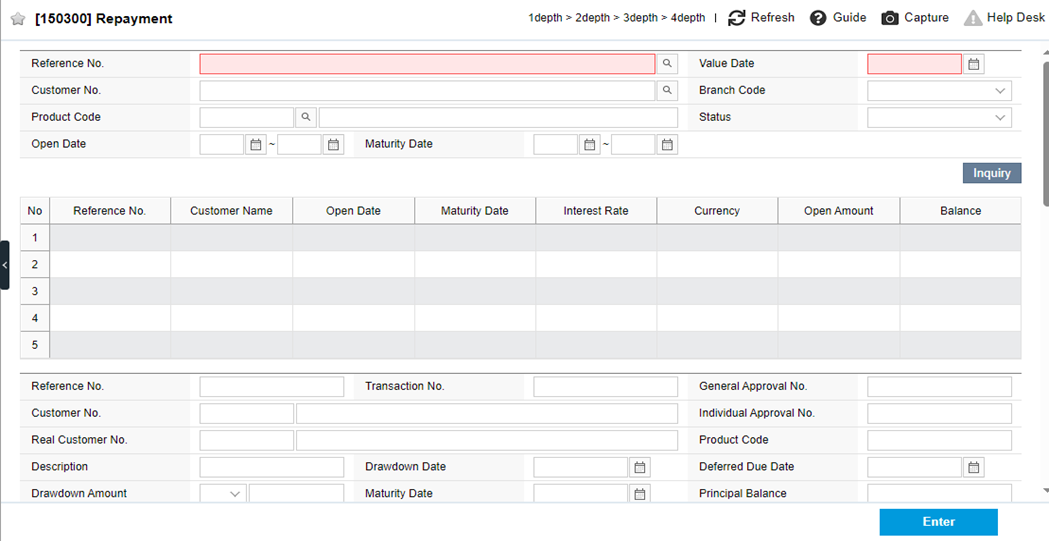 [150300] Repayment
1depth > 2depth > 3depth > 4depth | Refresh Guide Capture Help Desk
Reference No. Value Date
Customer No. Branch Code
Product Code Status
Open Date ~ Maturity Date ~
Inquiry
No Reference No. Customer Name Open Date Maturity Date Interest Rate Currency Open Amount Balance
1
2
3
4
5
Reference No. Transaction No. General Approval No.
Customer No. Individual Approval No.
Real Customer No. Product Code
Description Drawdown Date Deferred Due Date
Drawdown Amount Maturity Date Principal Balance
Enter